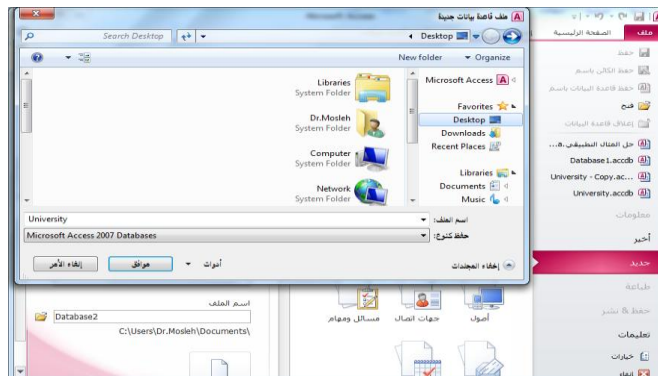 ملف قاعدة بيانات جديدة
Search Desktop
Desktop
New folder
Organize
Microsoft Access
Favorites
Desktop
Downloads
Recent Places
Libraries
Documents
Music
Libraries
System Folder
Dr.Mosleh
System Folder
Computer
System Folder
Network
System Folder
اسم الملف:
University
حفظ كنوع:
Microsoft Access 2007 Databases
إخفاء المجلدات
أدوات
موافق
إلغاء الأمر
ملف
الصفحة الرئيسية
حفظ
حفظ الكائن باسم
حفظ قاعدة البيانات باسم
فتح
إغلاق قاعدة البيانات
حل المثال التطبيقي.a...
Database1.accdb
University - Copy.ac...
University.accdb
معلومات
أخير
جديد
طباعة
حفظ & نشر
تعليمات
خيارات
إنهاء
أصول
جهات اتصال
مسائل ومهام
اسم الملف
Database2
C:\Users\Dr.Mosleh\Documents\